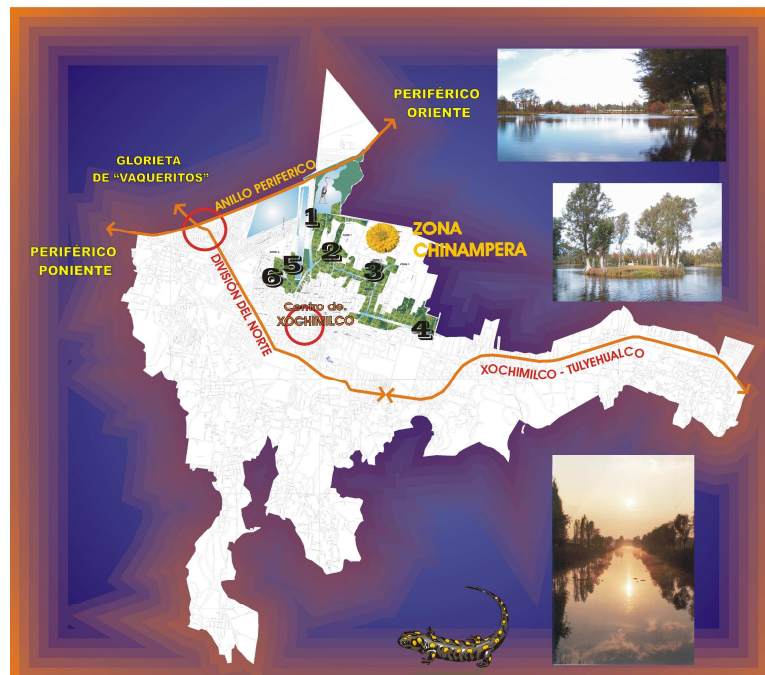 PERIFÉRICO
ORIENTE
GLORIETA
DE "VAQUERITOS"
ANILLO PERIFERICO
PERIFÉRICO
PONIENTE
ZONA
CHINAMPERA
1
2
3
4
5
6
DIVISIÓN DEL NORTE
Centro de
XOCHIMILCO
XOCHIMILCO - TULYEHUALCO